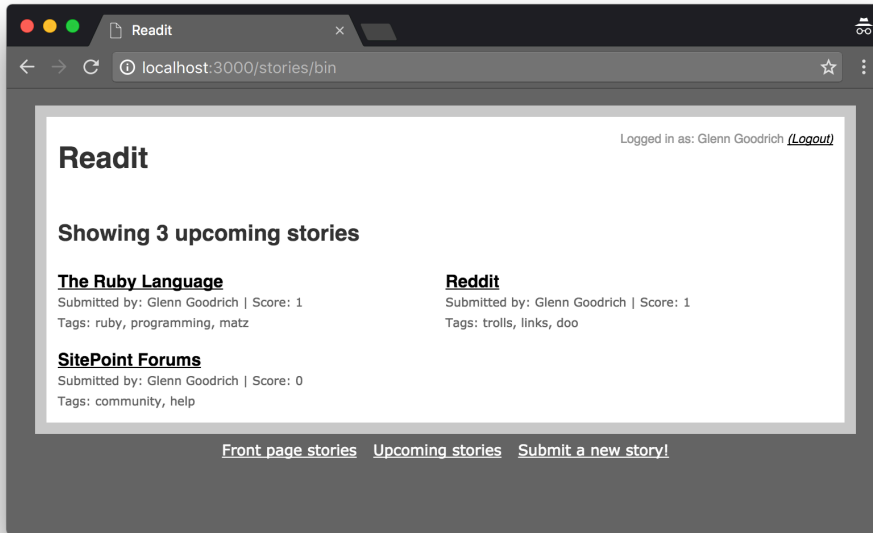 Readit
localhost:3000/stories/bin
Logged in as: Glenn Goodrich (Logout)
Readit
Showing 3 upcoming stories
The Ruby Language
Submitted by: Glenn Goodrich | Score: 1
Tags: ruby, programming, matz
Reddit
Submitted by: Glenn Goodrich | Score: 1
Tags: trolls, links, doo
SitePoint Forums
Submitted by: Glenn Goodrich | Score: 0
Tags: community, help
Front page stories Upcoming stories Submit a new story!